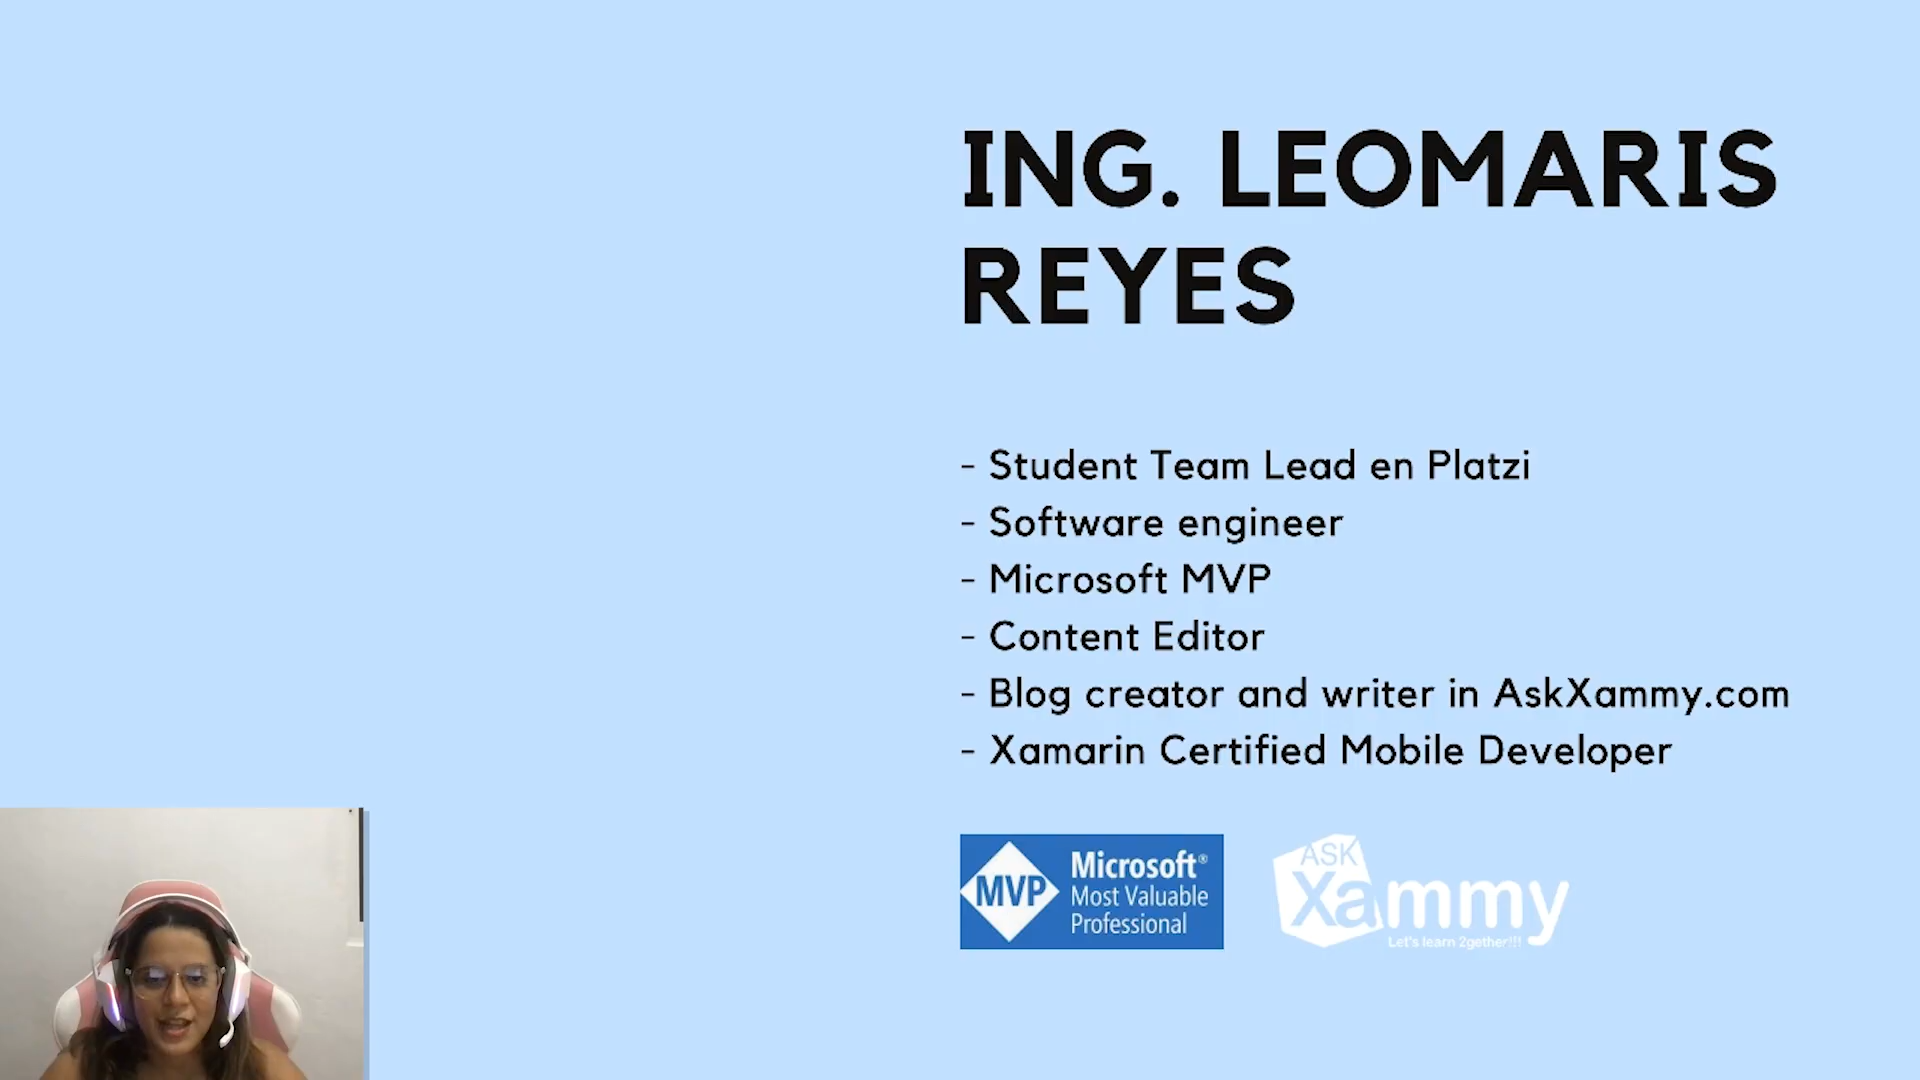 ING. LEOMARIS
REYES
- Student Team Lead en Platzi
- Software engineer
- Microsoft MVP
- Content Editor
- Blog creator and writer in AskXammy.com
- Xamarin Certified Mobile Developer
MVP
Microsoft®
Most Valuable
Professional
ASK
Xammy
Let's learn 2gether!!!